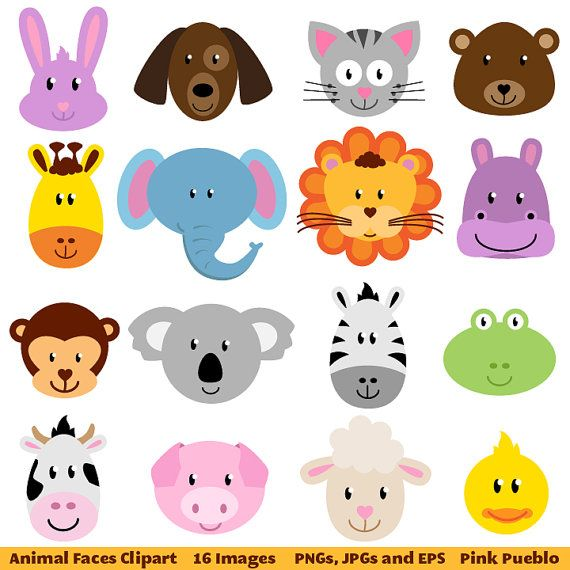 Animal Faces Clipart 16 Images PNGs, JPGs and EPS Pink Pueblo